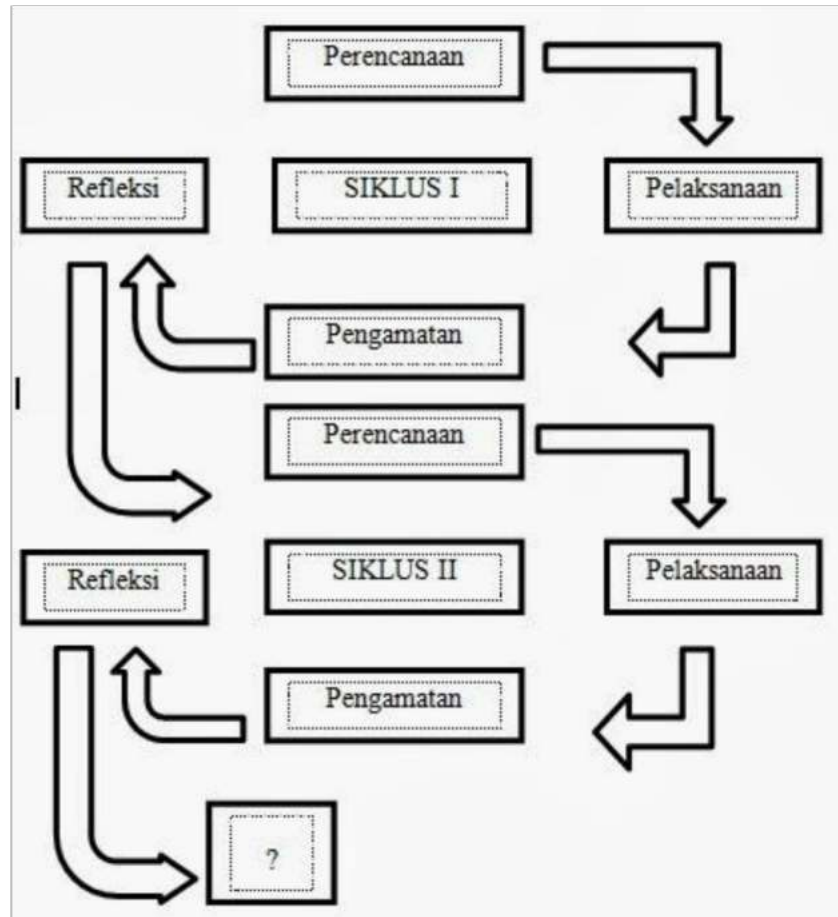 Perencanaan
Refleksi
SIKLUS I
Pelaksanaan
Pengamatan
Perencanaan
Refleksi
SIKLUS II
Pelaksanaan
Pengamatan
?